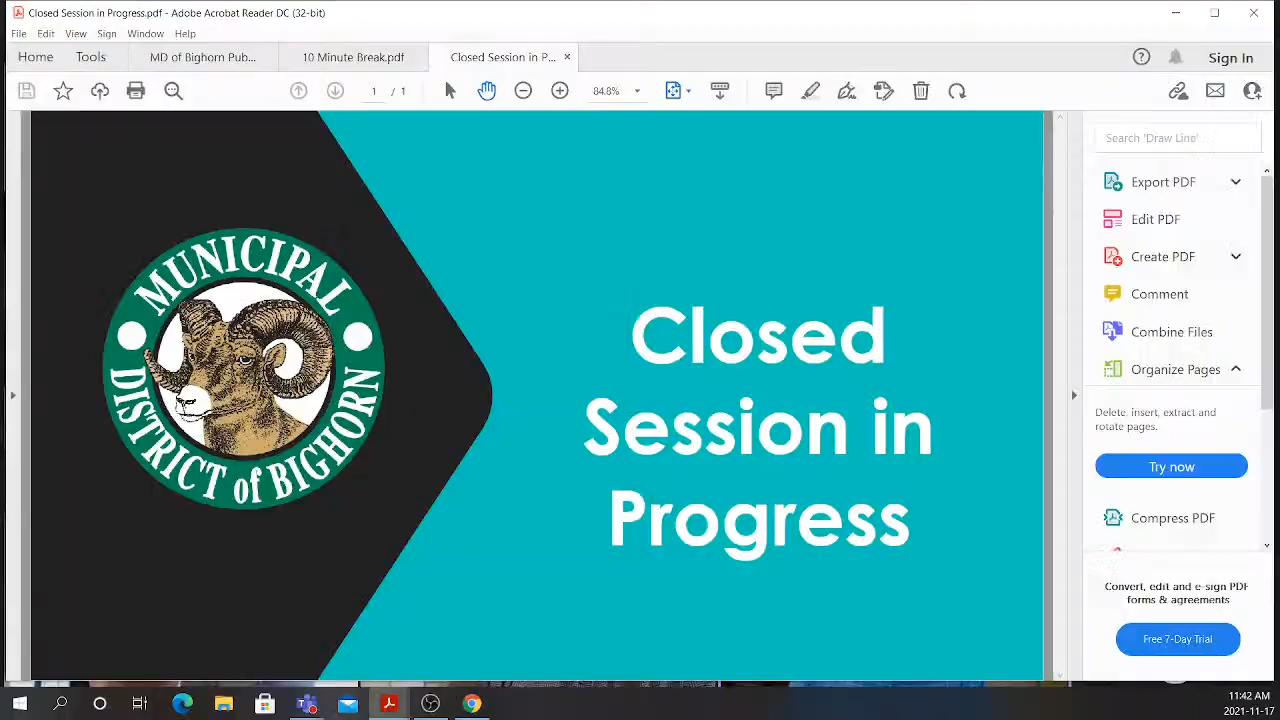 Closed Session in Progress.pdf - Adobe Acrobat Reader DC (32-bit)
File Edit View Sign Window Help
Home Tools MD of Bighorn Pub... 10 Minute Break.pdf Closed Session in P... × Sign In
1 / 1 84.8%
Search 'Draw Line'
Export PDF
Edit PDF
Create PDF
Comment
Combine Files
Organize Pages
Delete, insert, extract and
rotate pages.
Try now
Compress PDF
Convert, edit and e-sign PDF
forms & agreements
Free 7-Day Trial
MUNICIPAL
DISTRICT of BIGHORN
Closed
Session in
Progress
11:42 AM
2021-11-17